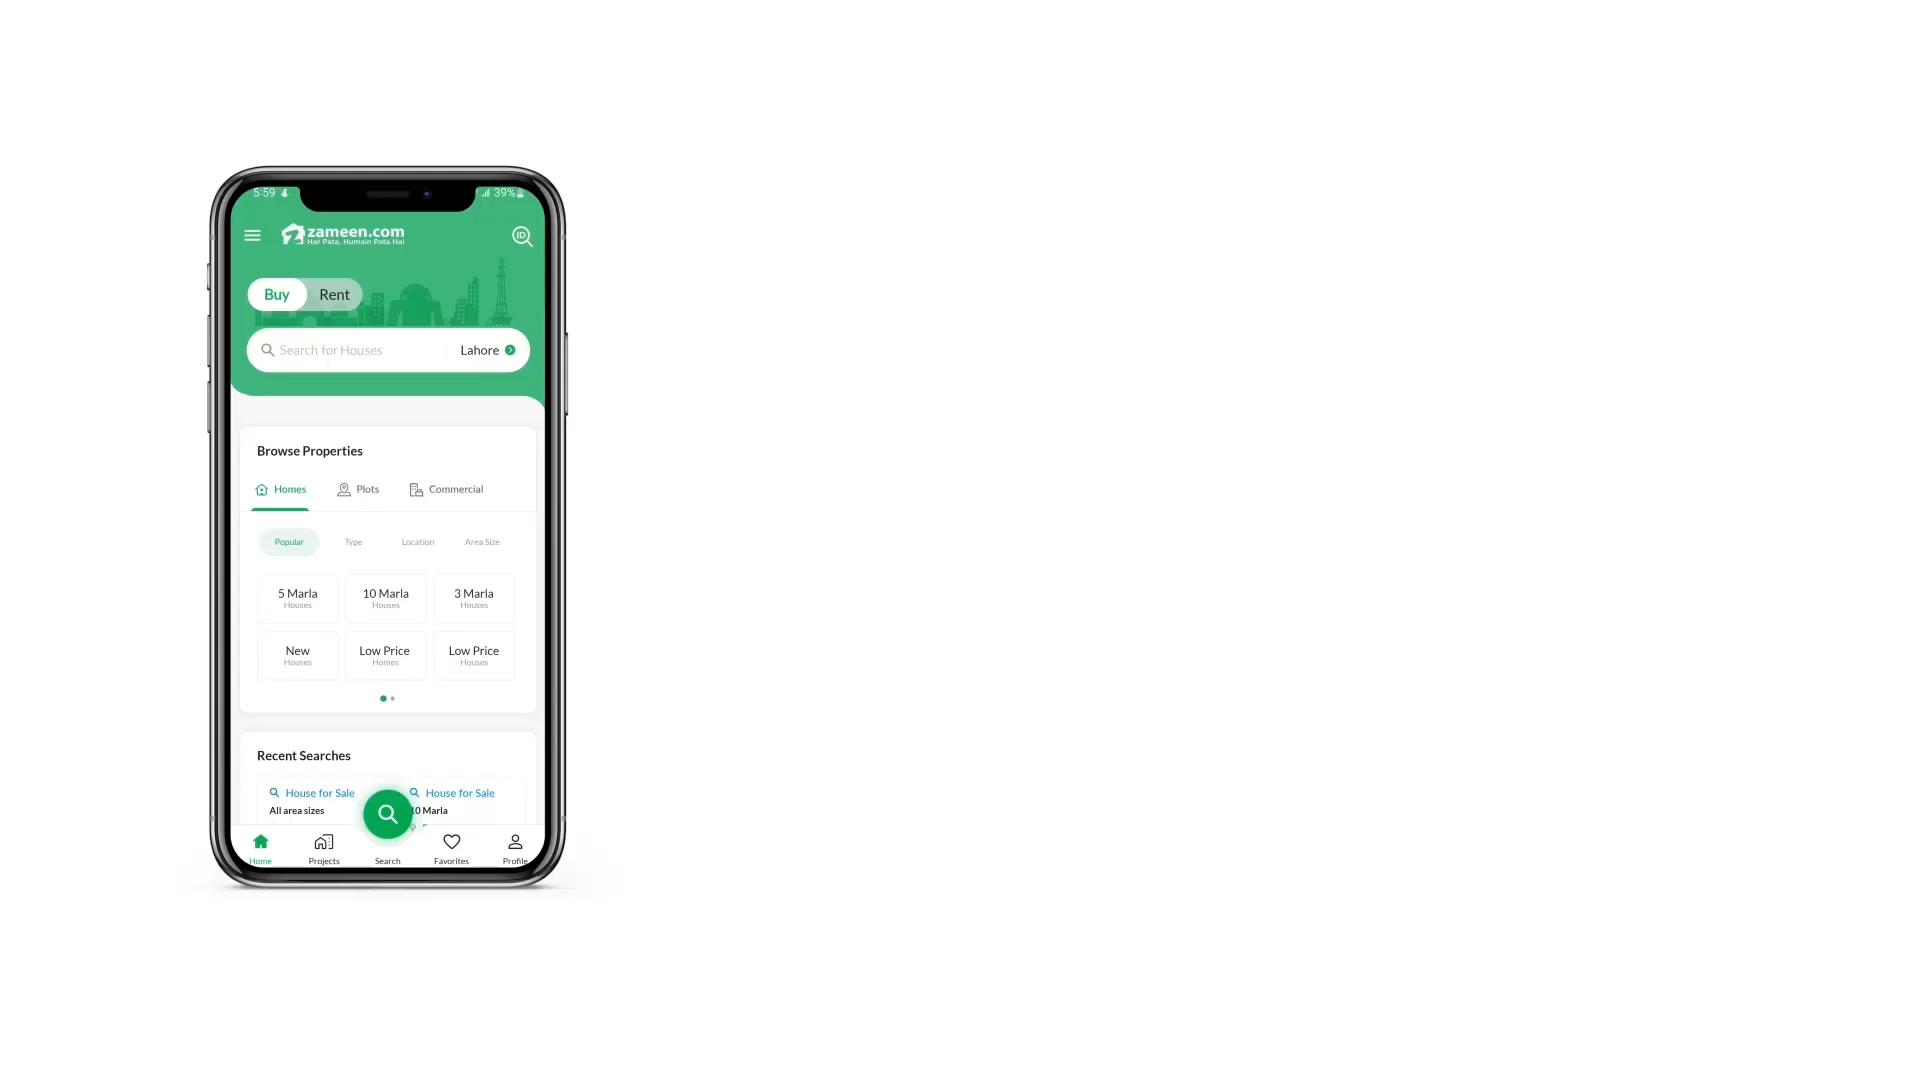 5:59
39%
zameen.com
Har Pata, Humain Pata Hai
ID
Buy Rent
Search for Houses Lahore
Browse Properties
Homes Plots Commercial
Popular Type Location Area Size
5 Marla 10 Marla 3 Marla
Houses Houses Houses
New Low Price Low Price
Houses Homes Houses
Recent Searches
House for Sale House for Sale
All area sizes 10 Marla
Home Projects Search Favorites Profile